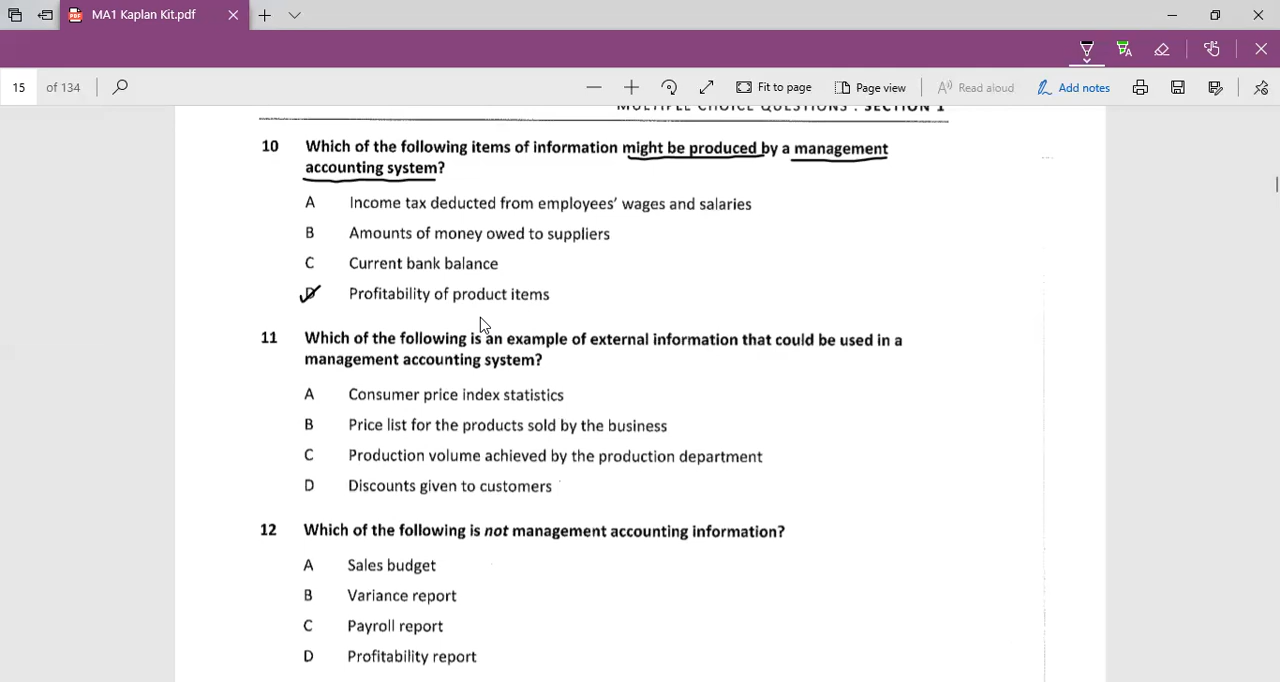 MA1 Kaplan Kit.pdf
15 of 134 Fit to page Page view Read aloud Add notes
MULTIPLE CHOICE QUESTIONS : SECTION 1
10 Which of the following items of information might be produced by a management
accounting system?
A Income tax deducted from employees' wages and salaries
B Amounts of money owed to suppliers
C Current bank balance
D Profitability of product items
11 Which of the following is an example of external information that could be used in a
management accounting system?
A Consumer price index statistics
B Price list for the products sold by the business
C Production volume achieved by the production department
D Discounts given to customers
12 Which of the following is not management accounting information?
A Sales budget
B Variance report
C Payroll report
D Profitability report